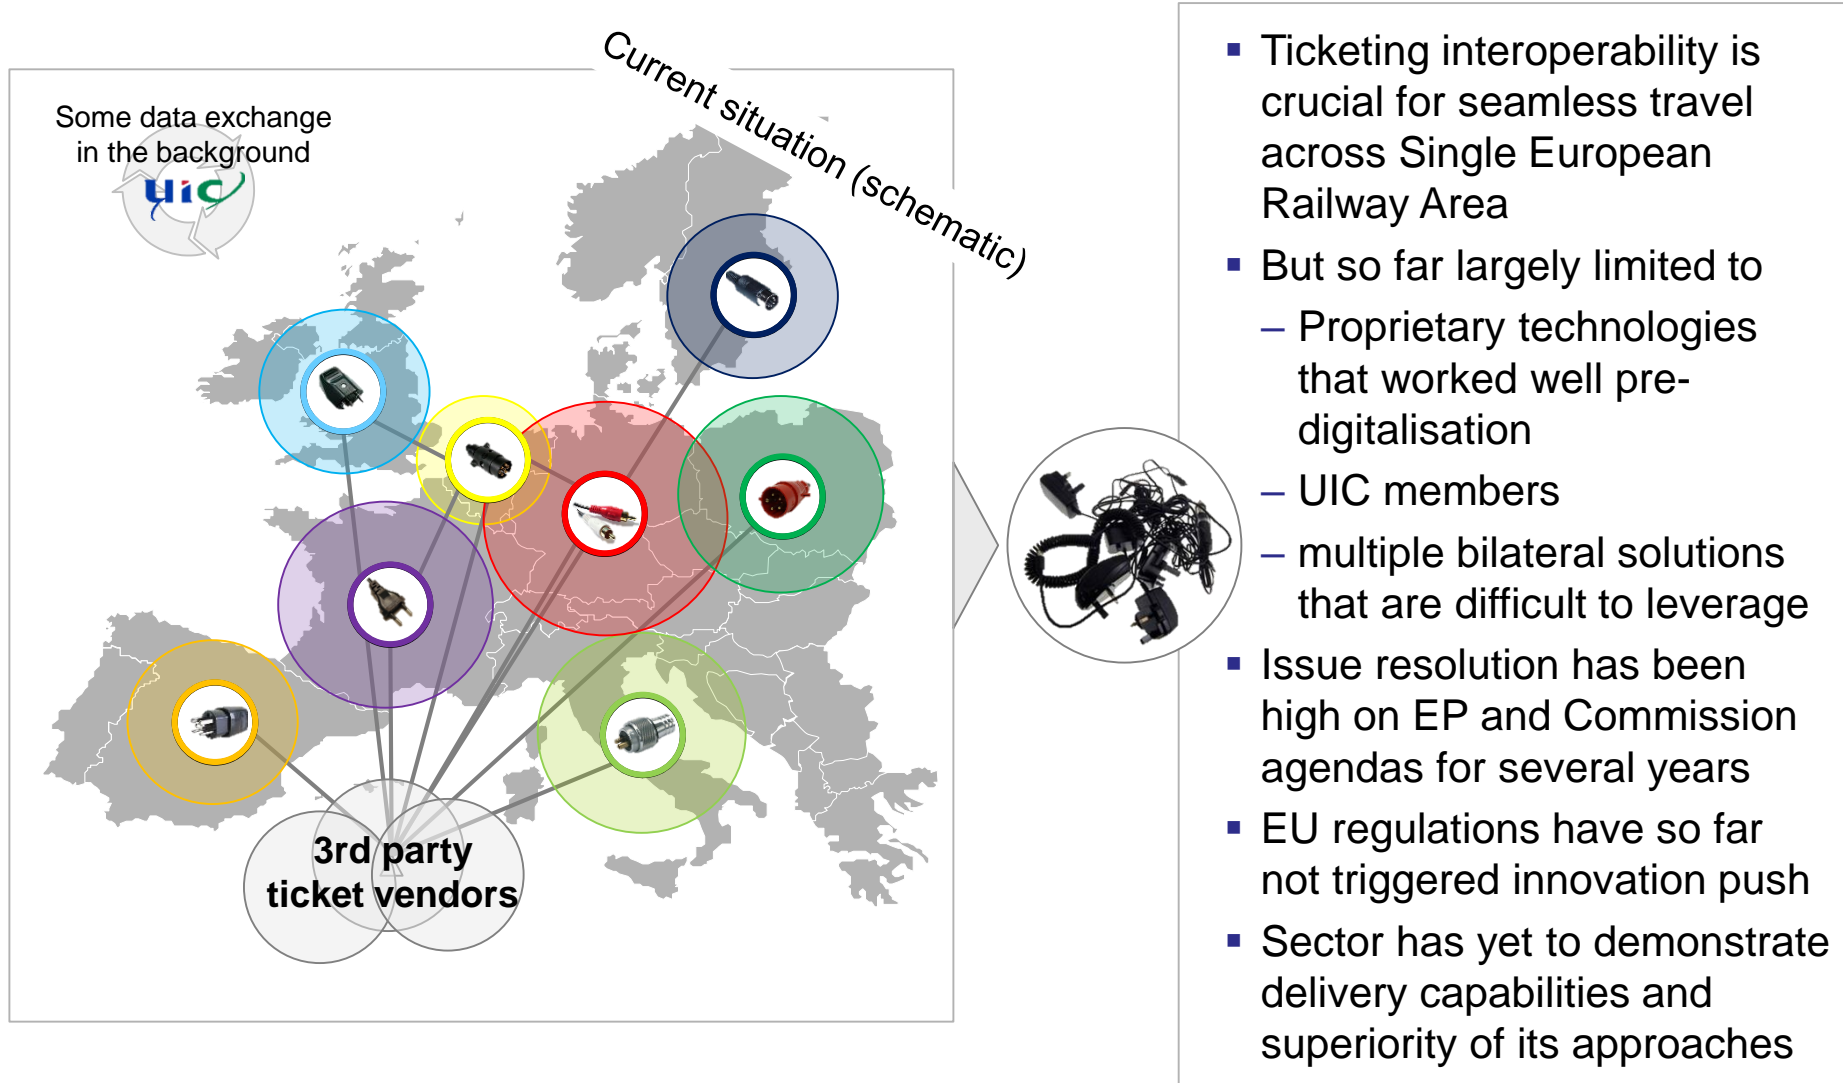 Some data exchange
in the background
uic
Current situation (schematic)
3rd party
ticket vendors
▪ Ticketing interoperability is
crucial for seamless travel
across Single European
Railway Area
▪ But so far largely limited to
– Proprietary technologies
that worked well pre-
digitalisation
– UIC members
– multiple bilateral solutions
that are difficult to leverage
▪ Issue resolution has been
high on EP and Commission
agendas for several years
▪ EU regulations have so far
not triggered innovation push
▪ Sector has yet to demonstrate
delivery capabilities and
superiority of its approaches